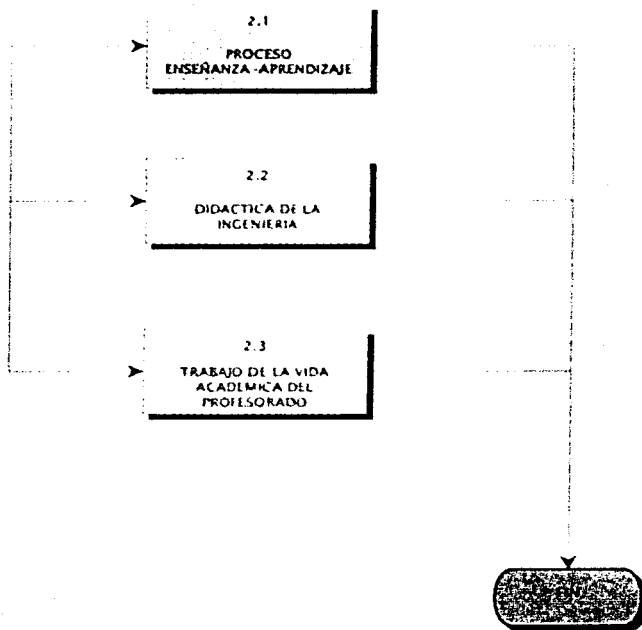 2.1
PROCESO
ENSEÑANZA-APRENDIZAJE
2.2
DIDACTICA DE LA
INGENIERIA
2.3
TRABAJO DE LA VIDA
ACADEMICA DEL
PROFESORADO